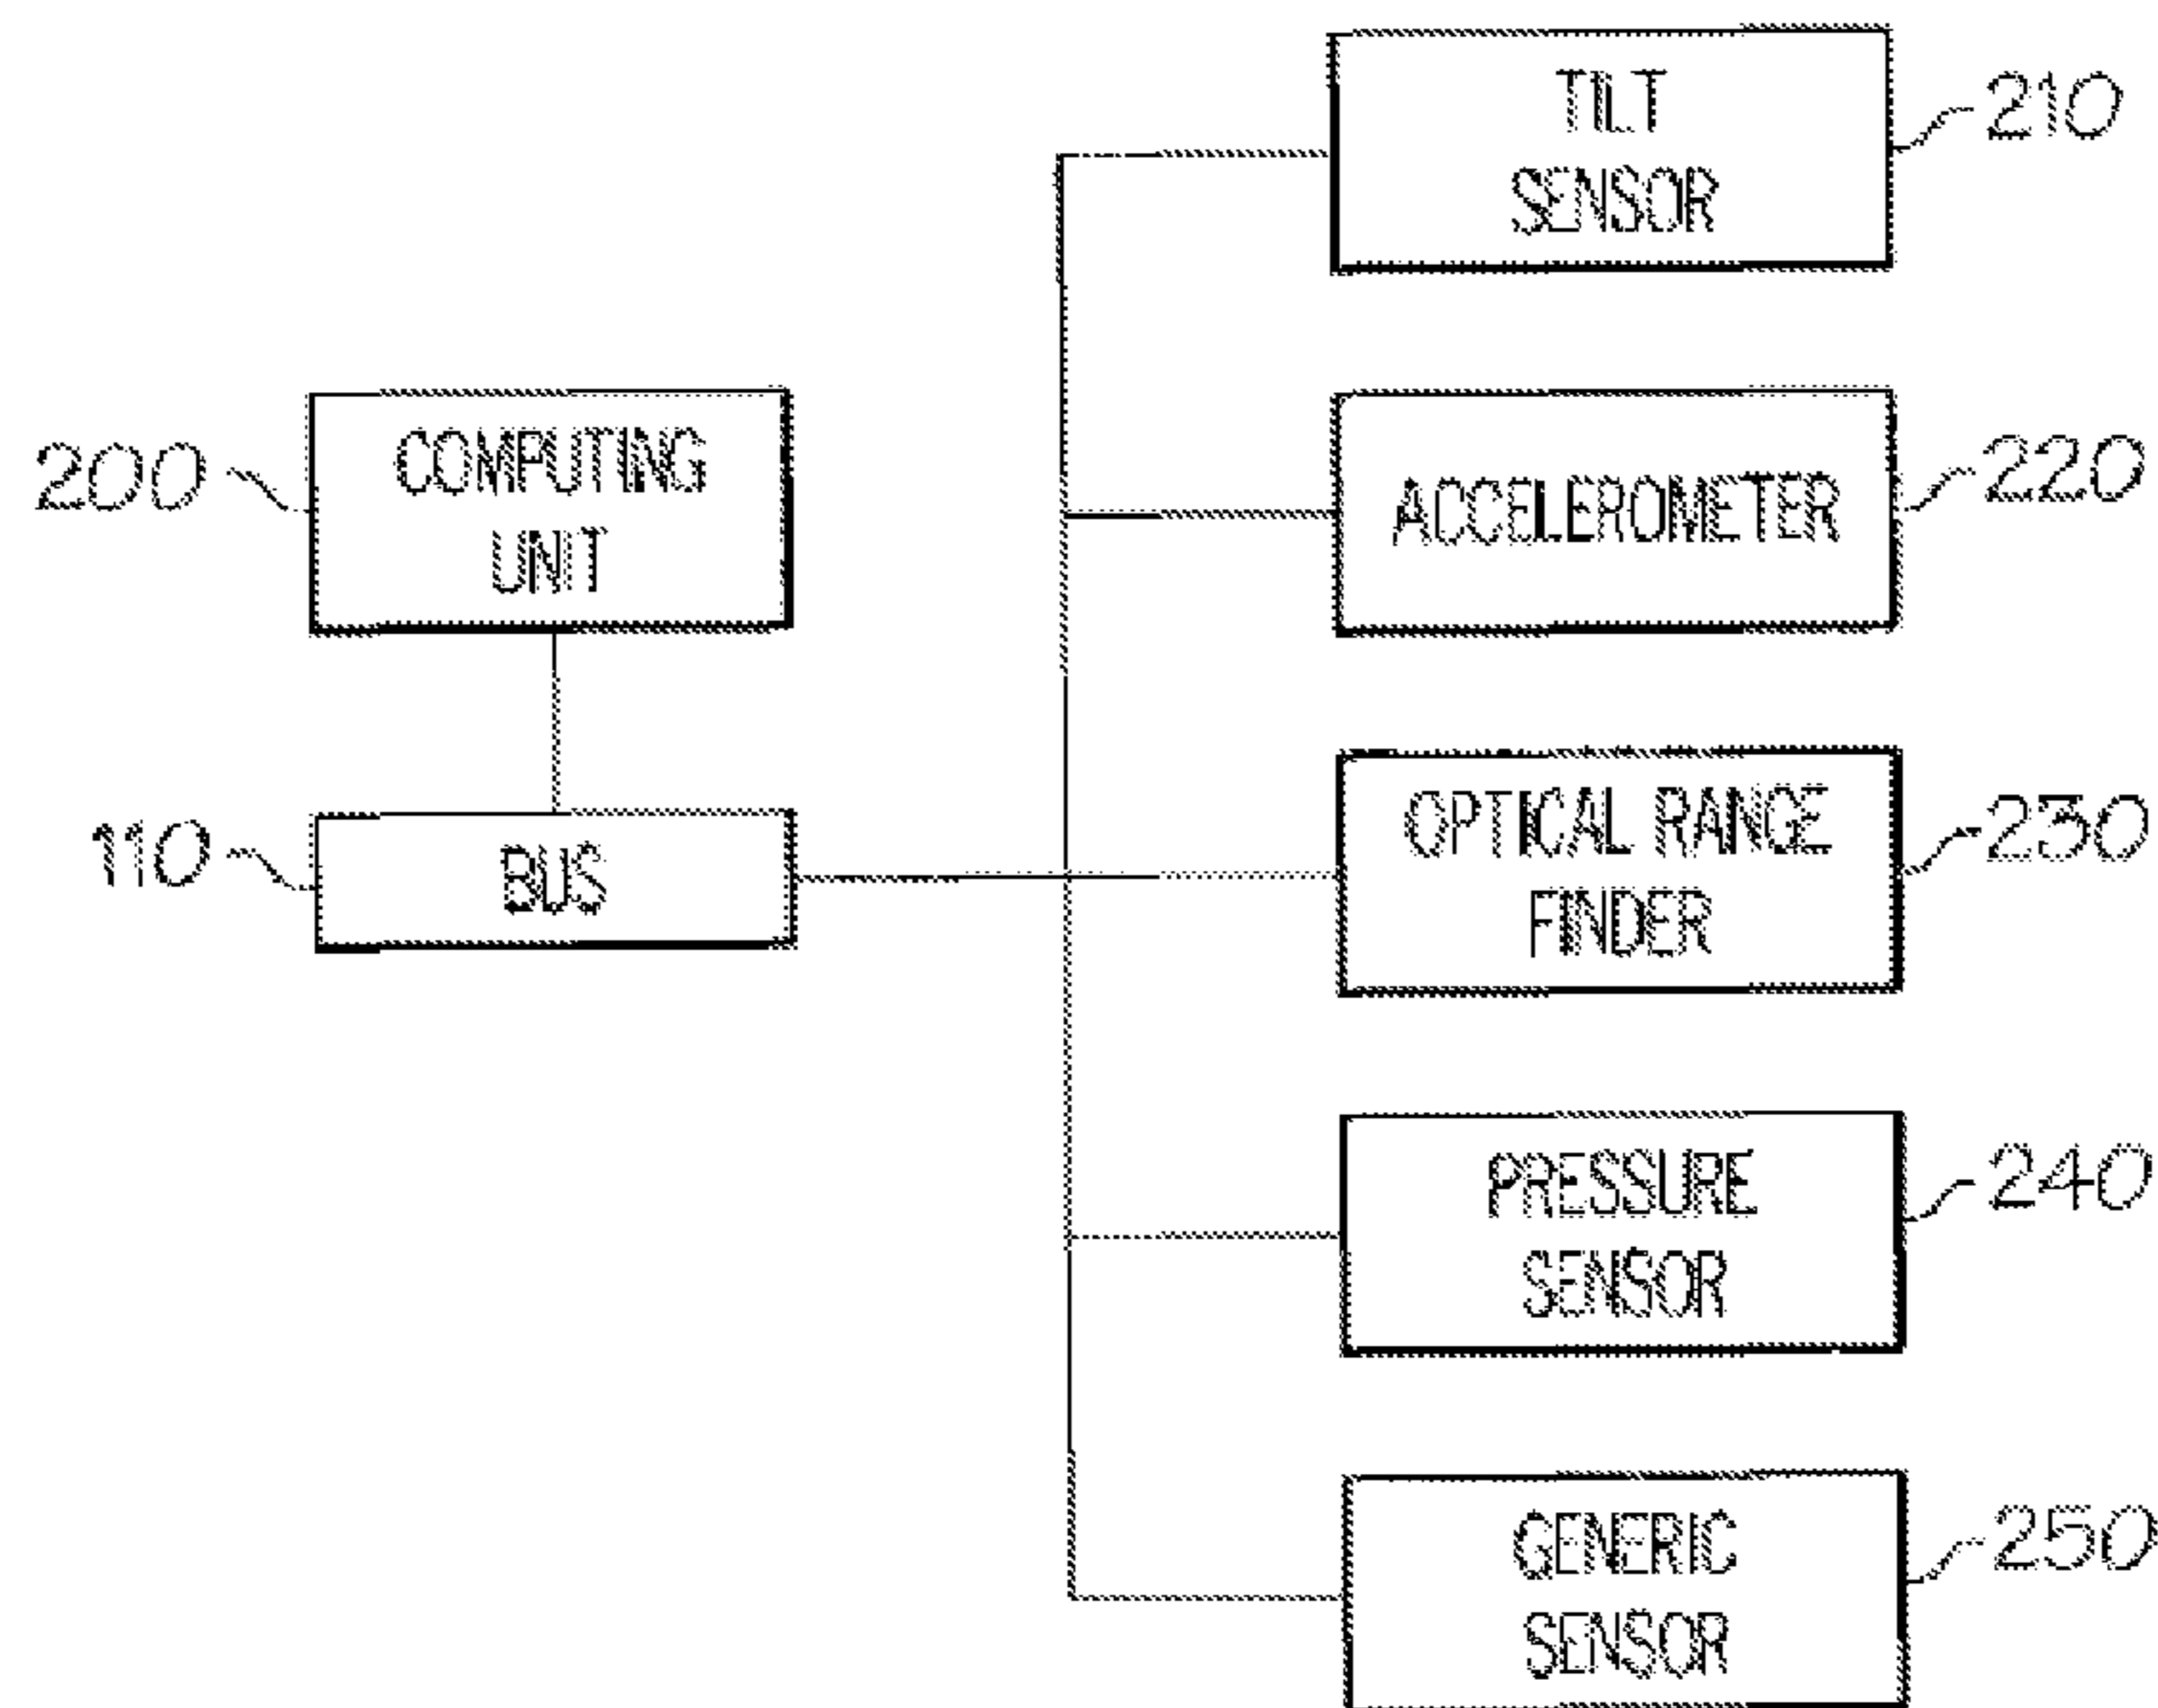 TILT
SENSOR
210
COMPUTING
UNIT
200
ACCELEROMETER
220
BUS
110
OPTICAL RANGE
FINDER
230
PRESSURE
SENSOR
240
GENERIC
SENSOR
250